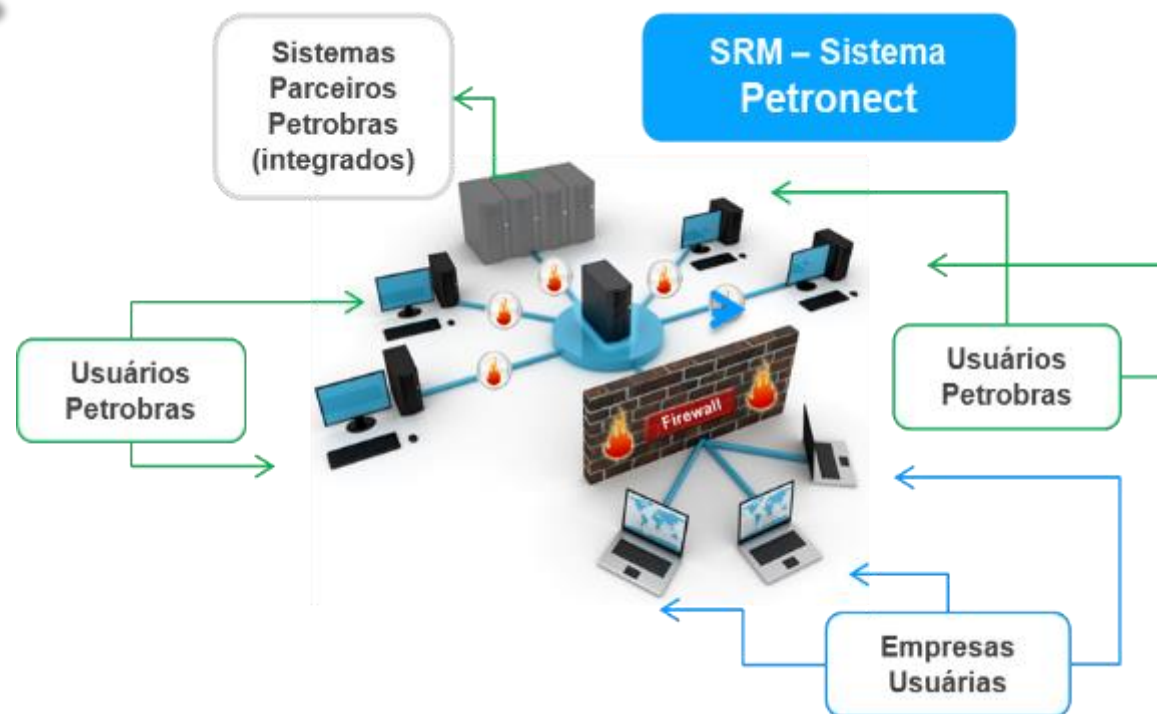 Sistemas
Parceiros
Petrobras
(integrados)
SRM – Sistema
Petronect
Usuários
Petrobras
Firewall
Usuários
Petrobras
Empresas
Usuárias